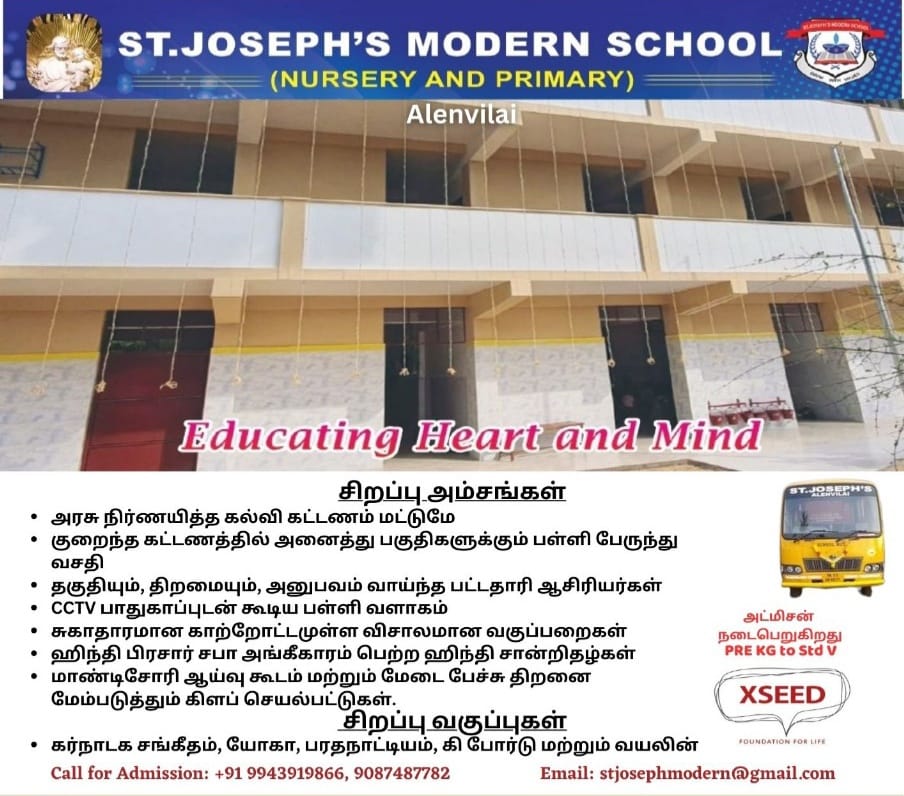 ST.JOSEPH'S MODERN SCHOOL
(NURSERY AND PRIMARY)
Alenvilai
Educating Heart and Mind
சிறப்பு அம்சங்கள்
• அரசு நிர்ணயித்த கல்வி கட்டணம் மட்டுமே
• குறைந்த கட்டணத்தில் அனைத்து பகுதிகளுக்கும் பள்ளி பேருந்து
வசதி
• தகுதியும், திறமையும், அனுபவம் வாய்ந்த பட்டதாரி ஆசிரியர்கள்
• CCTV பாதுகாப்புடன் கூடிய பள்ளி வளாகம்
• சுகாதாரமான காற்றோட்டமுள்ள விசாலமான வகுப்பறைகள்
• ஹிந்தி பிரசார் சபா அங்கீகாரம் பெற்ற ஹிந்தி சான்றிதழ்கள்
• மாண்டிசோரி ஆய்வு கூடம் மற்றும் மேடை பேச்சு திறனை
மேம்படுத்தும் கிளப் செயல்பட்டுகள்.
சிறப்பு வகுப்புகள்
• கர்நாடக சங்கீதம், யோகா, பரதநாட்டியம், கி போர்டு மற்றும் வயலின்
ST.JOSEPH'S
ALENVILAI
SCHOOL BUS
அட்மிசன்
நடைபெறுகிறது
PRE KG to Std V
XSEED
FOUNDATION FOR LIFE
Call for Admission: +91 9943919866, 9087487782
Email: stjosephmodern@gmail.com